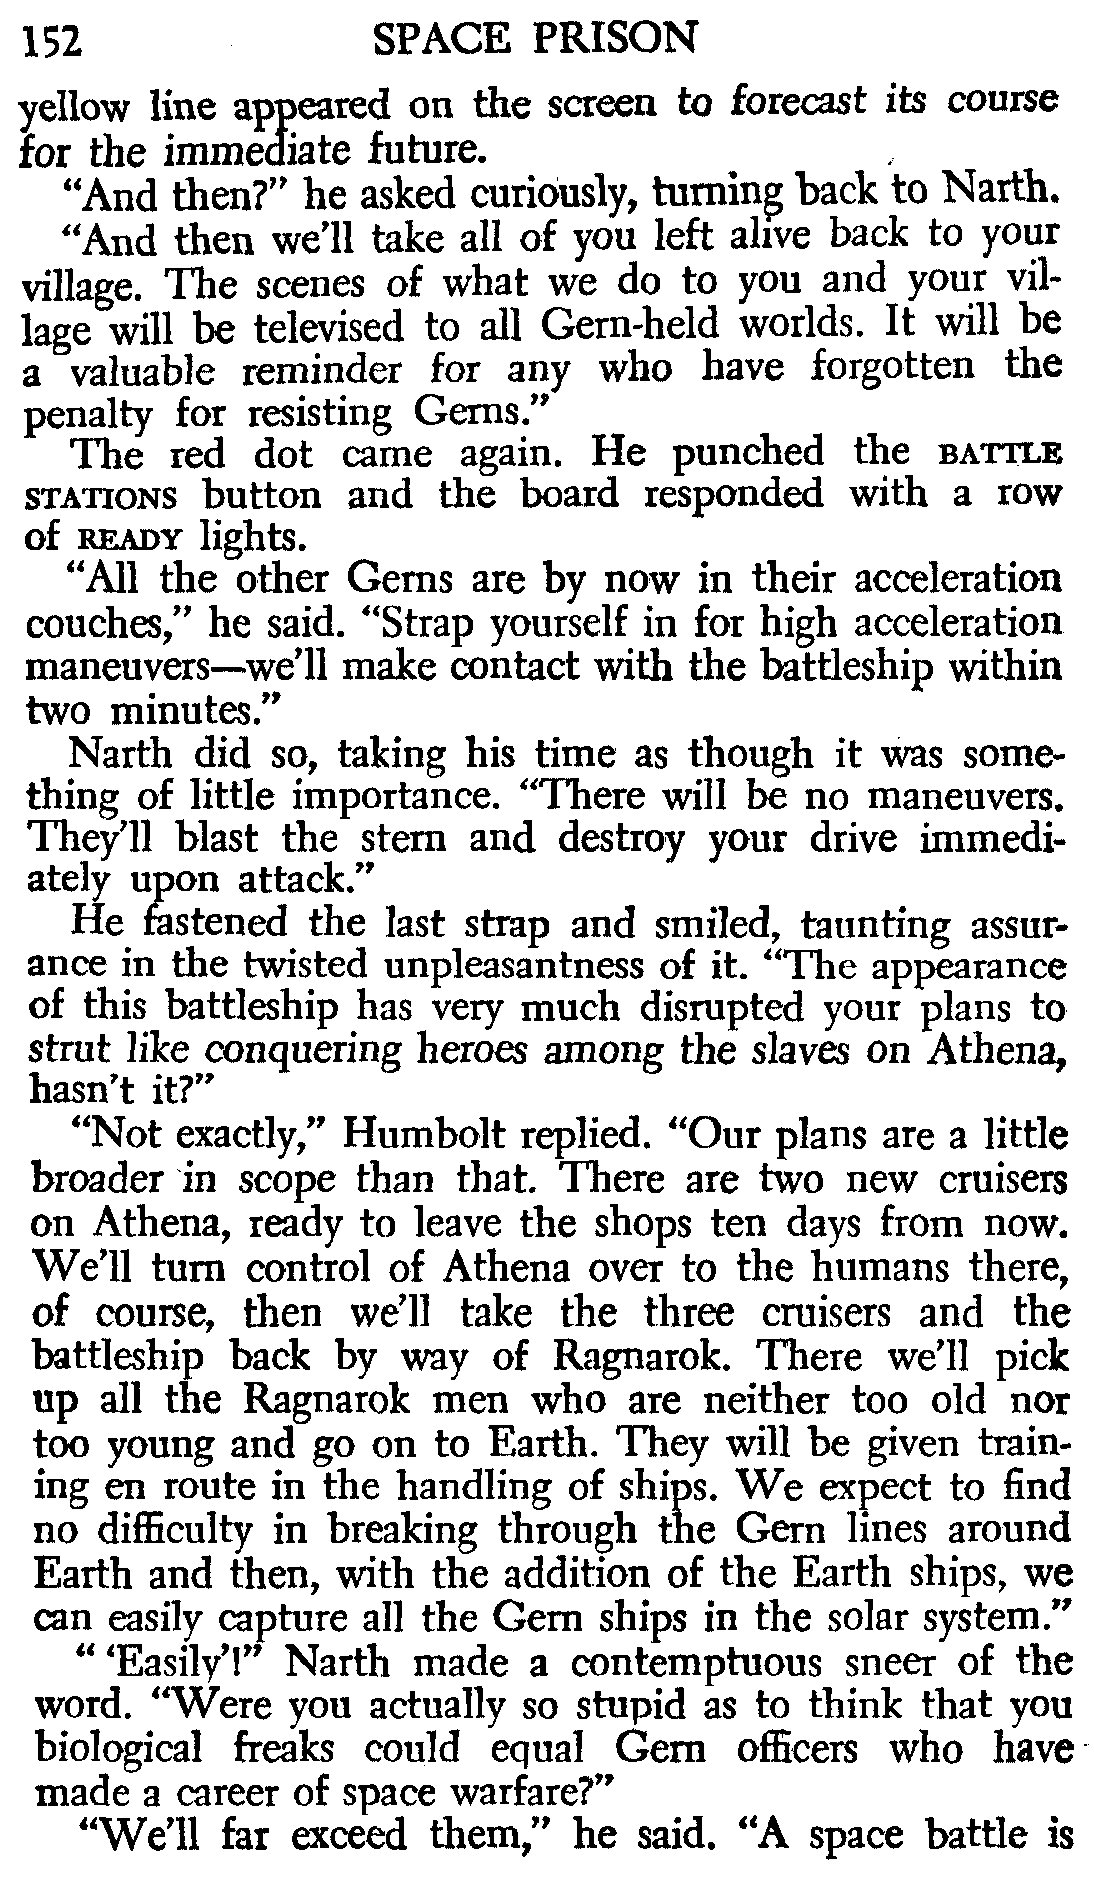 152 SPACE PRISON
yellow line appeared on the screen to forecast its course
for the immediate future.
“And then?” he asked curiously, turning back to Narth.
“And then we'll take all of you left alive back to your
village. The scenes of what we do to you and your vil-
lage will be televised to all Gern-held worlds. It will be
a valuable reminder for any who have forgotten the
penalty for resisting Gerns.”
The red dot came again. He punched the BATTLE
STATIONS button and the board responded with a row
of READY lights.
“All the other Gerns are by now in their acceleration
couches,” he said. “Strap yourself in for high acceleration
maneuvers—we'll make contact with the battleship within
two minutes.”
Narth did so, taking his time as though it was some-
thing of little importance. “There will be no maneuvers.
They'll blast the stern and destroy your drive immedi-
ately upon attack.”
He fastened the last strap and smiled, taunting assur-
ance in the twisted unpleasantness of it. “The appearance
of this battleship has very much disrupted your plans to
strut like conquering heroes among the slaves on Athena,
hasn't it?”
“Not exactly,” Humbolt replied. “Our plans are a little
broader in scope than that. There are two new cruisers
on Athena, ready to leave the shops ten days from now.
We'll turn control of Athena over to the humans there,
of course, then we'll take the three cruisers and the
battleship back by way of Ragnarok. There we'll pick
up all the Ragnarok men who are neither too old nor
too young and go on to Earth. They will be given train-
ing en route in the handling of ships. We expect to find
no difficulty in breaking through the Gern lines around
Earth and then, with the addition of the Earth ships, we
can easily capture all the Gern ships in the solar system.”
“ ‘Easily’!” Narth made a contemptuous sneer of the
word. “Were you actually so stupid as to think that you
biological freaks could equal Gern officers who have
made a career of space warfare?”
“We'll far exceed them,” he said. “A space battle is